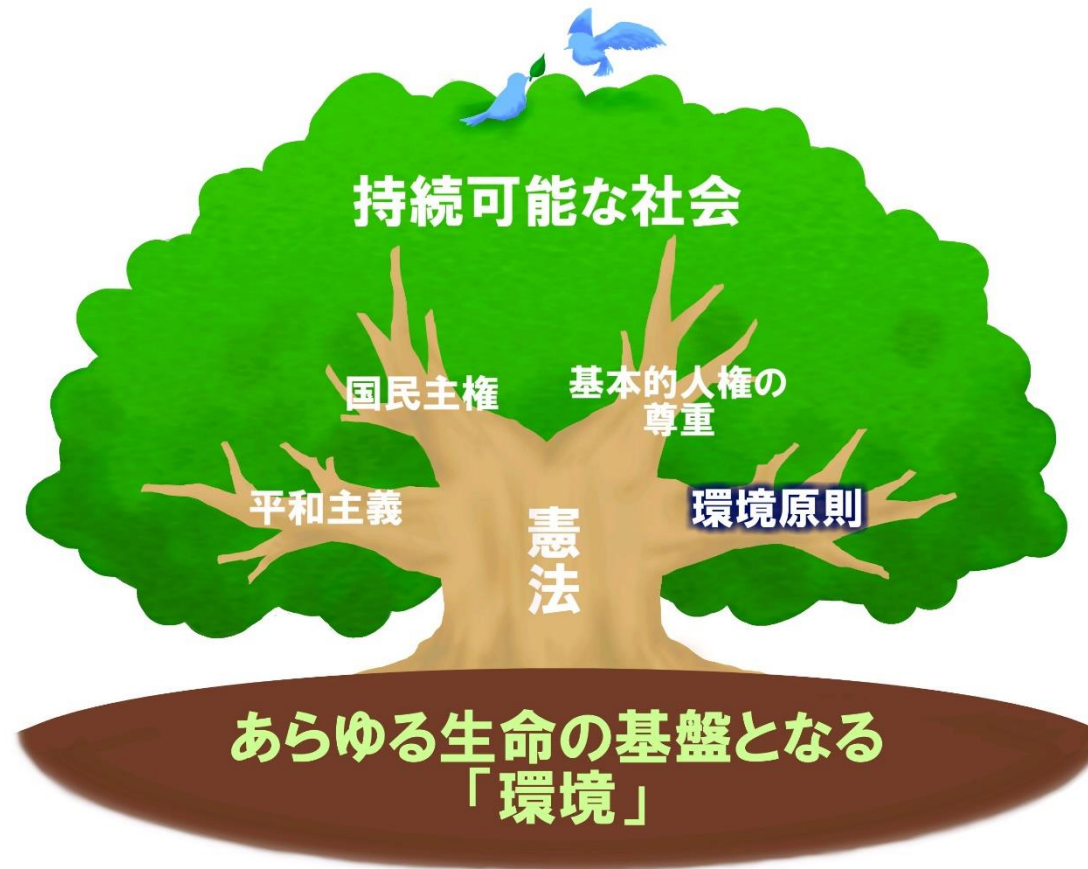 持続可能な社会
国民主権
基本的人権の
尊重
平和主義
環境原則
憲法
あらゆる生命の基盤となる
「環境」